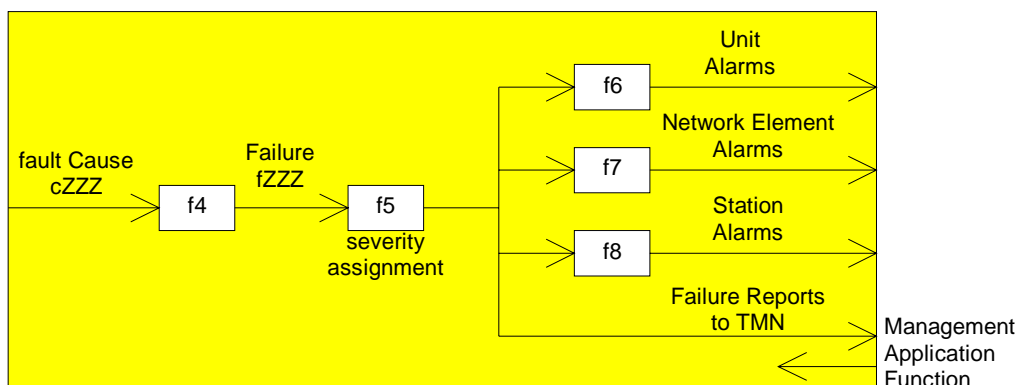 Unit
Alarms
f6
Network Element
Alarms
f7
fault Cause
cZZZ
Failure
fZZZ
f4
f5
severity
assignment
Station
Alarms
f8
Failure Reports
to TMN
Management
Application
Function